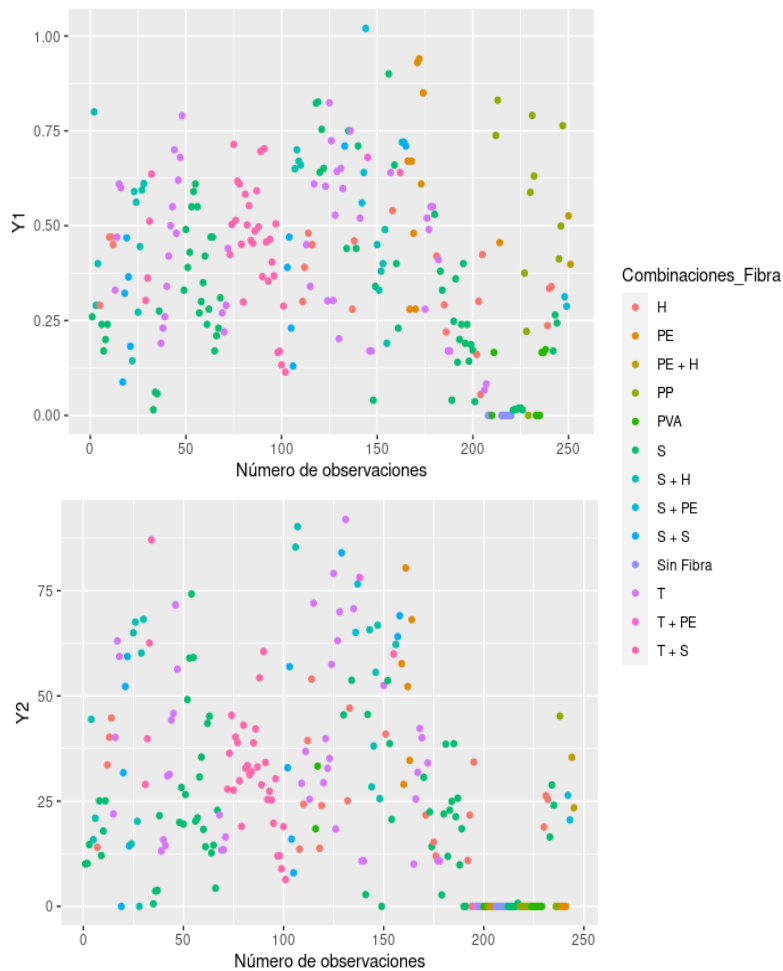 1.00
0.75
0.50
0.25
0.00
Y1
0 50 100 150 200 250
Número de observaciones
75
50
25
0
Y2
0 50 100 150 200 250
Número de observaciones
Combinaciones_Fibra
H
PE
PE + H
PP
PVA
S
S + H
S + PE
S + S
Sin Fibra
T
T + PE
T + S